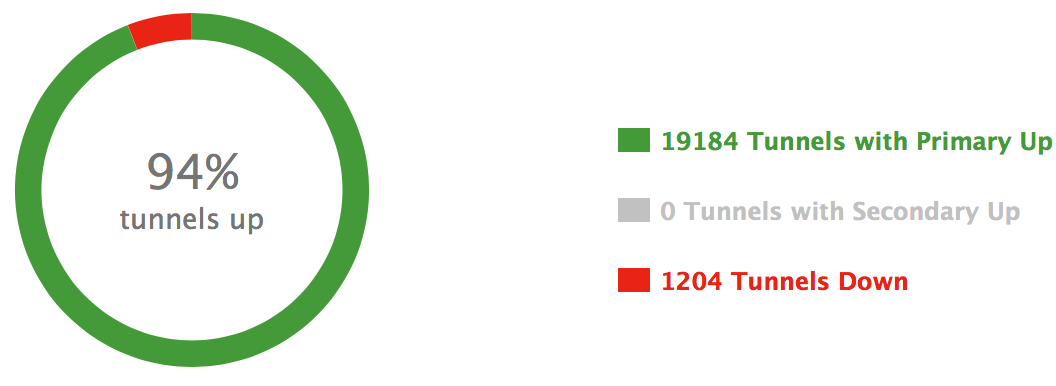 94%
tunnels up
19184 Tunnels with Primary Up
0 Tunnels with Secondary Up
1204 Tunnels Down